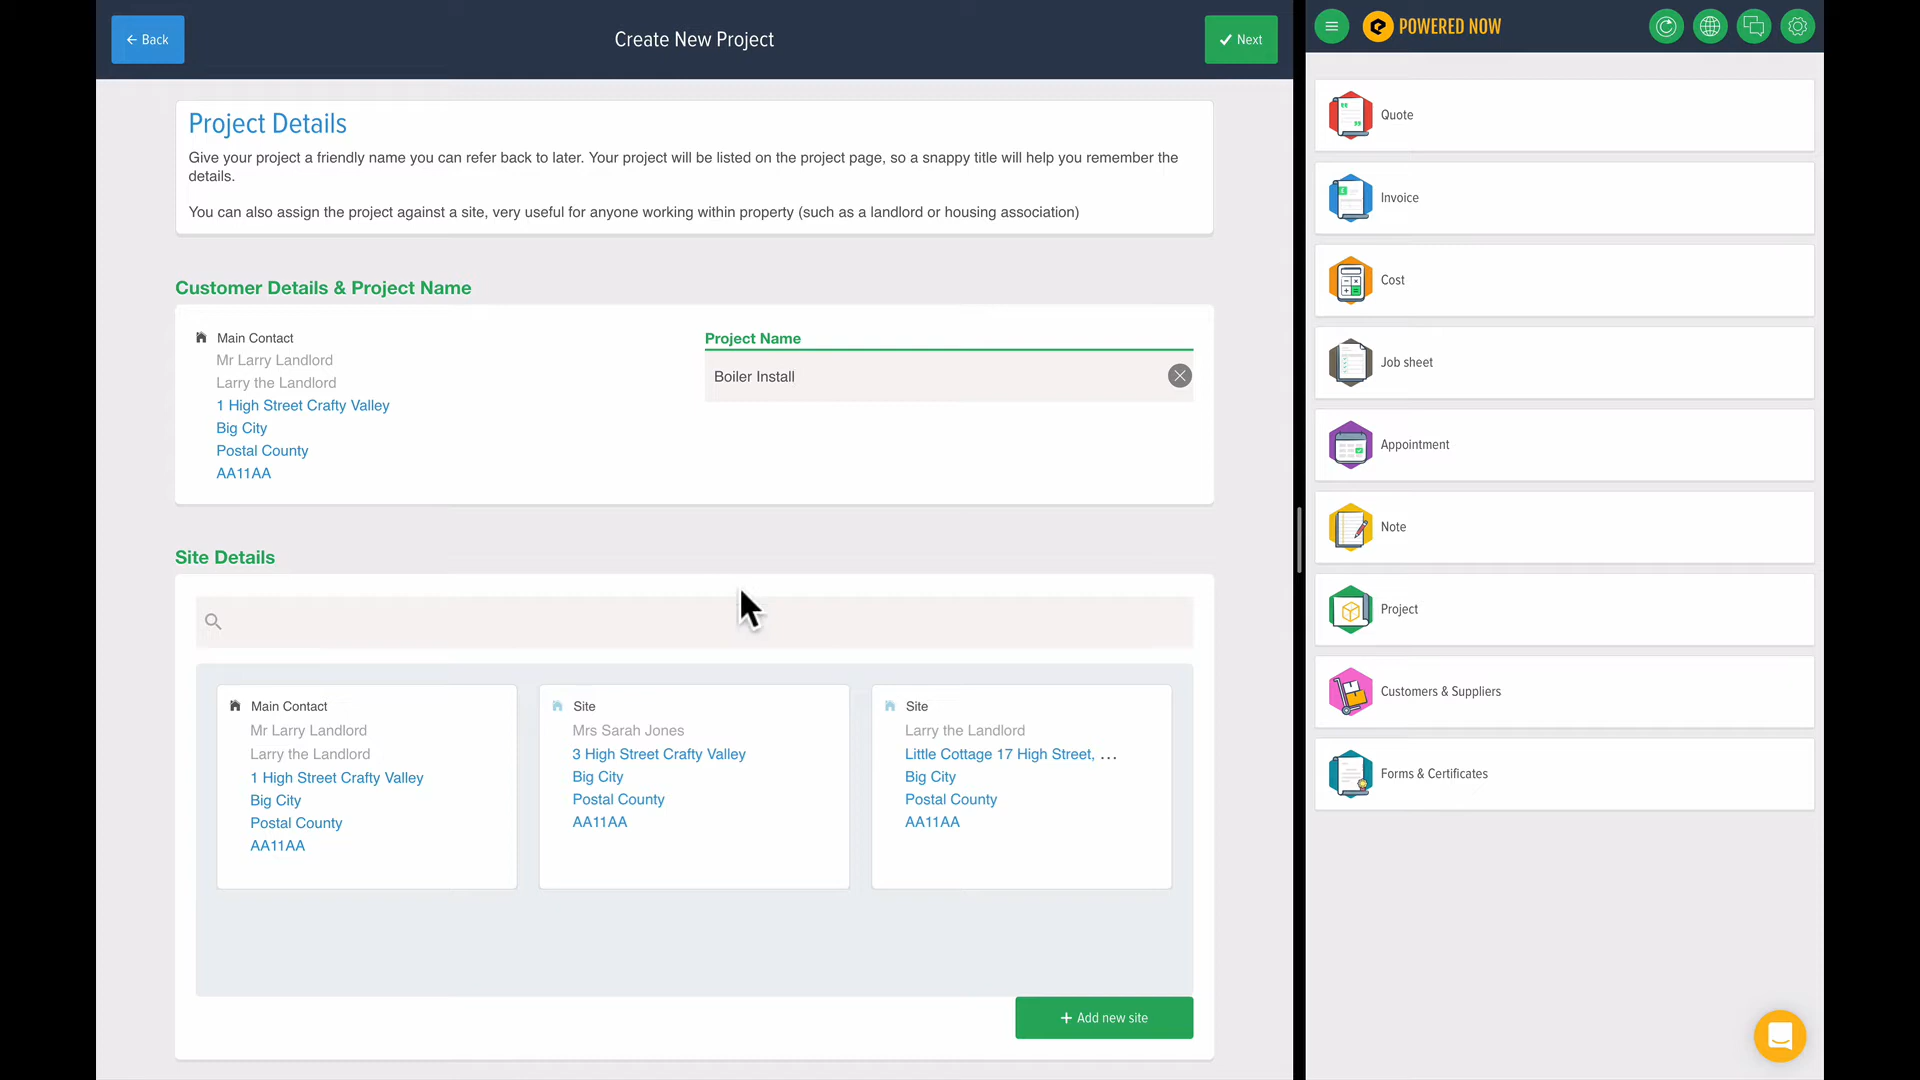 Back
Create New Project
Next
Project Details
Give your project a friendly name you can refer back to later. Your project will be listed on the project page, so a snappy title will help you remember the
details.
You can also assign the project against a site, very useful for anyone working within property (such as a landlord or housing association)
Customer Details & Project Name
Main Contact
Mr Larry Landlord
Larry the Landlord
1 High Street Crafty Valley
Big City
Postal County
AA11AA
Project Name
Boiler Install
Site Details
Main Contact
Mr Larry Landlord
Larry the Landlord
1 High Street Crafty Valley
Big City
Postal County
AA11AA
Site
Mrs Sarah Jones
3 High Street Crafty Valley
Big City
Postal County
AA11AA
Site
Larry the Landlord
Little Cottage 17 High Street, ...
Big City
Postal County
AA11AA
+ Add new site
POWERED NOW
Quote
Invoice
Cost
Job sheet
Appointment
Note
Project
Customers & Suppliers
Forms & Certificates